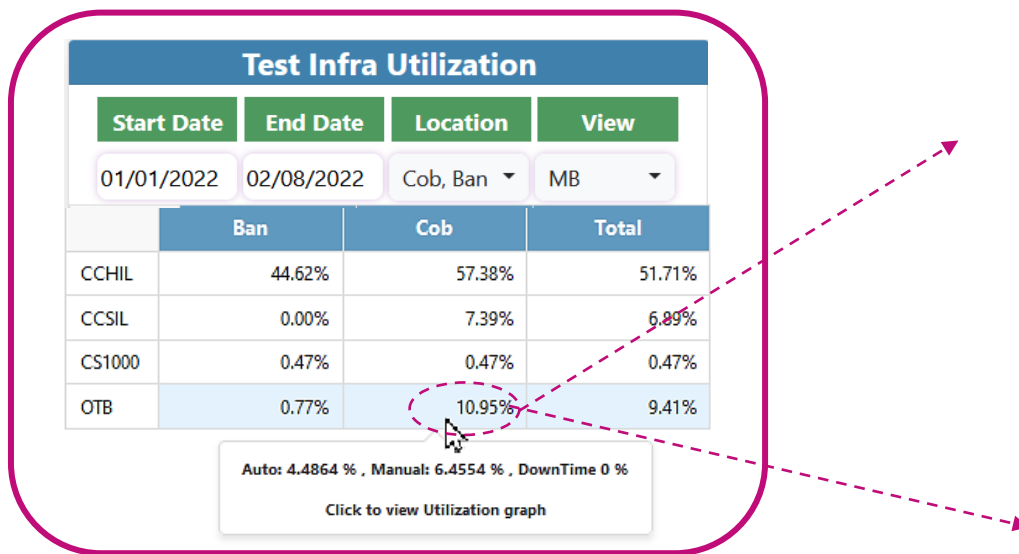 Test Infra Utilization
Start Date End Date Location View
01/01/2022 02/08/2022 Cob, Ban MB
Ban Cob Total
CCHIL 44.62% 57.38% 51.71%
CCSIL 0.00% 7.39% 6.89%
CS1000 0.47% 0.47% 0.47%
OTB 0.77% 10.95% 9.41%
Auto: 4.4864 % , Manual: 6.4554 % , DownTime 0 %
Click to view Utilization graph